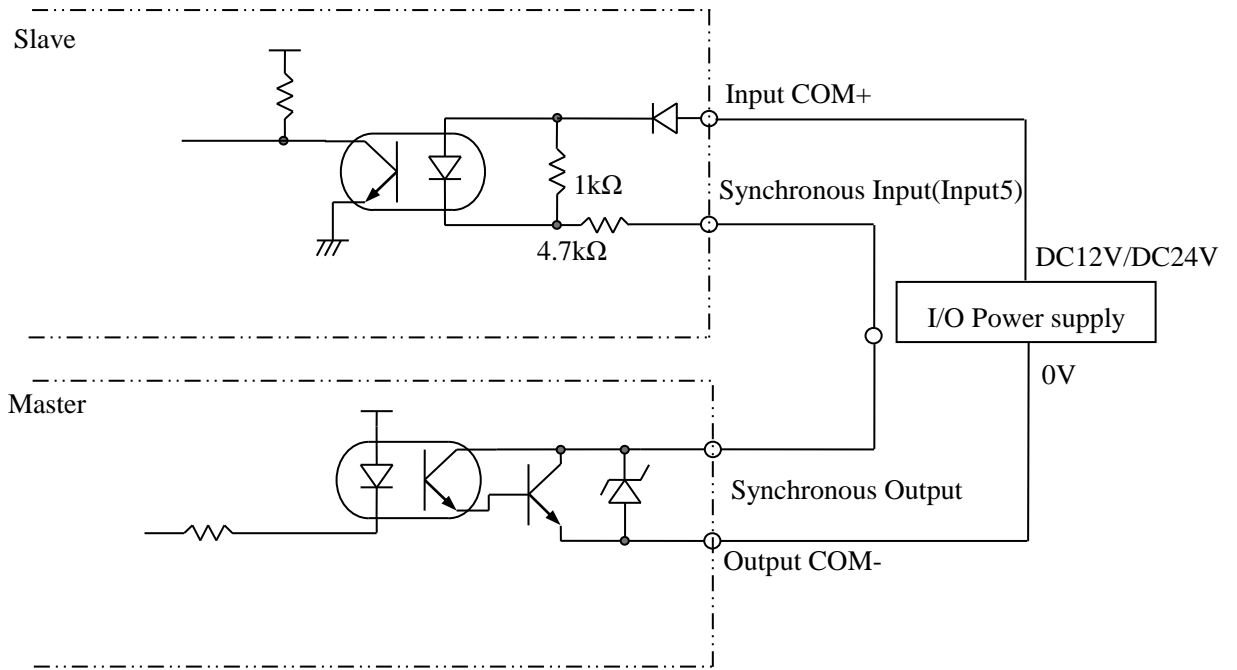 Slave
Input COM+
1kΩ
Synchronous Input(Input5)
4.7kΩ
DC12V/DC24V
I/O Power supply
0V
Master
Synchronous Output
Output COM-